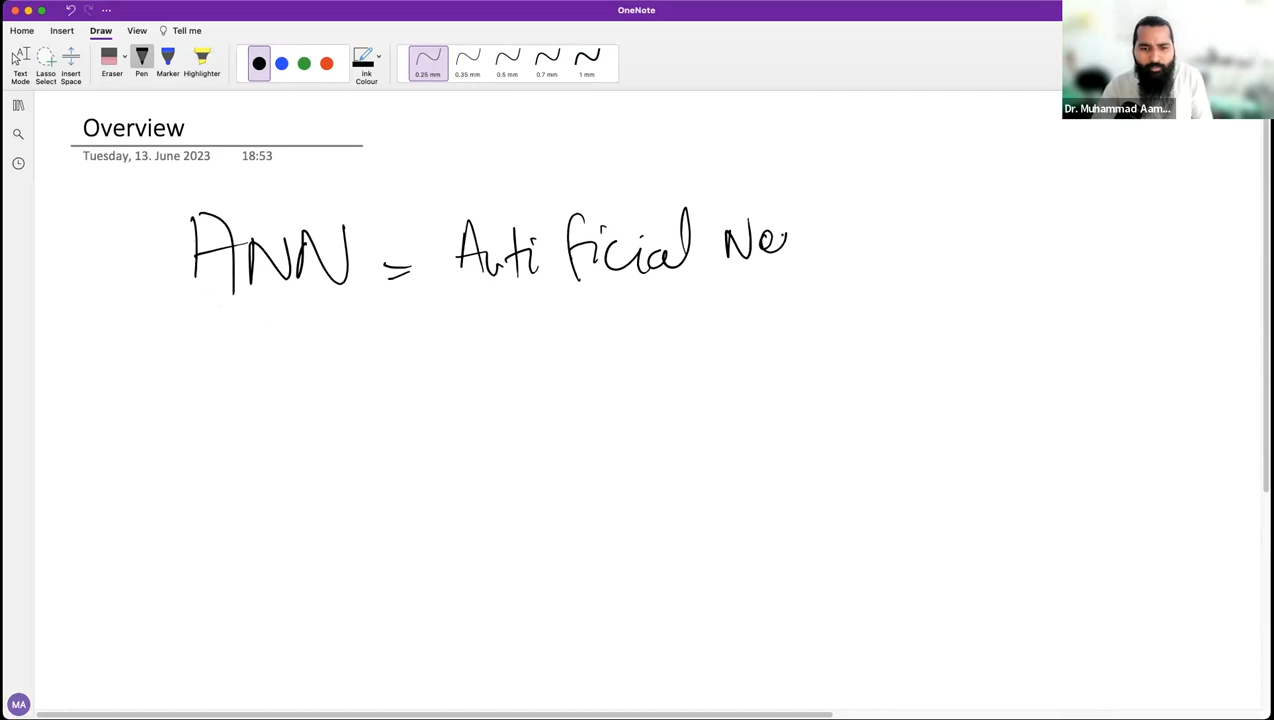 OneNote
Home Insert Draw View Tell me
Text Mode Lasso Select Insert Space Eraser Pen Marker Highlighter Ink Colour 0.25 mm 0.35 mm 0.5 mm 0.7 mm 1 mm
Dr. Muhammad Aam...
Overview
Tuesday, 13. June 2023 18:53
ANN = Artificial Ne
MA